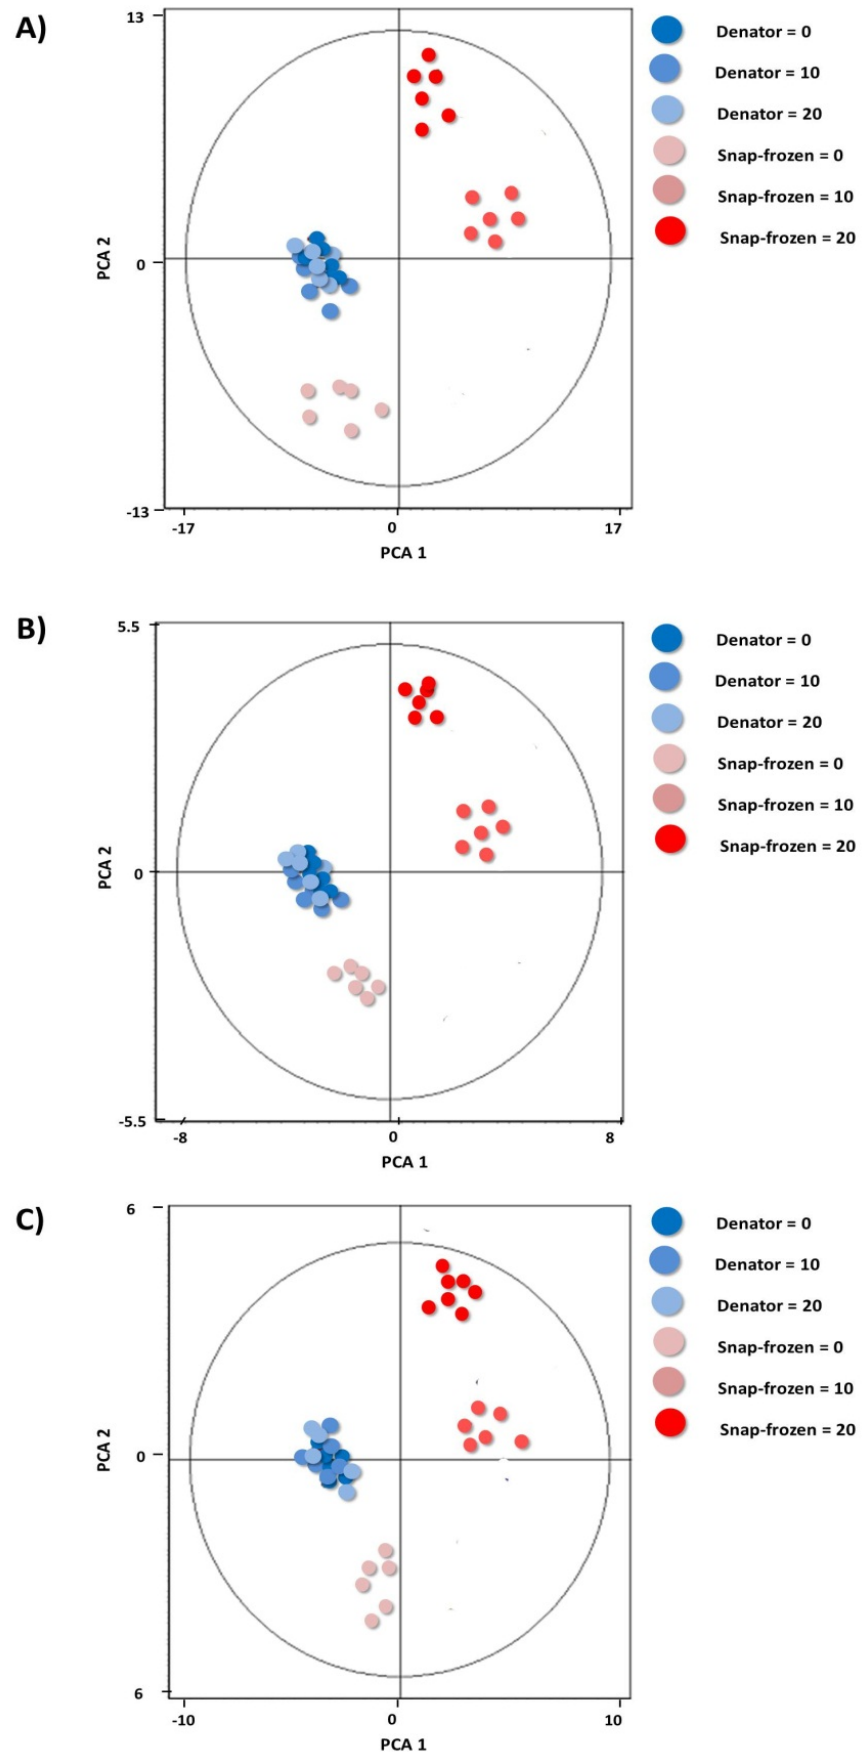 A)
13
0
-13
PCA 2
-17
0
17
PCA 1
Denator = 0
Denator = 10
Denator = 20
Snap-frozen = 0
Snap-frozen = 10
Snap-frozen = 20
B)
5.5
0
-5.5
PCA 2
-8
0
8
PCA 1
Denator = 0
Denator = 10
Denator = 20
Snap-frozen = 0
Snap-frozen = 10
Snap-frozen = 20
C)
6
0
6
PCA 2
-10
0
10
PCA 1
Denator = 0
Denator = 10
Denator = 20
Snap-frozen = 0
Snap-frozen = 10
Snap-frozen = 20